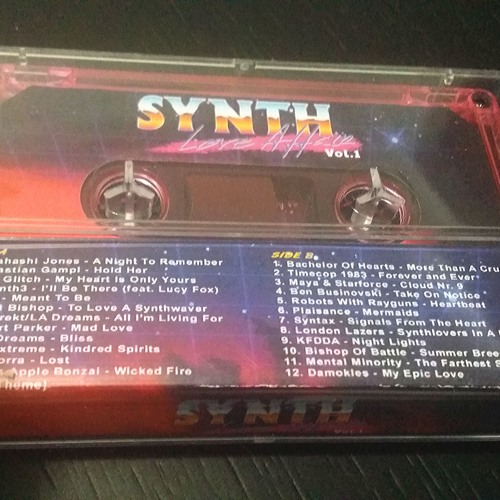 SYNTH
Love Affair
Vol.1
ahashi Jones - A Night To Remember
astian Gampl - Hold Her
Glitch - My Heart Is Only Yours
nth3 - I'll Be There (feat. Lucy Fox)
- Meant To Be
l Bishop - To Love A Synthwaver
wrkt/LA Dreams - All I'm Livikt/For
rt Parker - Mad Love
Dreams - Bliss
xtreme - Kindred Spirits
orra - Lost
Apple Bonzai - Wicked Fire
Theme)
SIDE B.
1. Bachelor Of Hearts - More Than A Cru
2. Timecop 1983 - Forever and Ever
3. Maya & Starforce - Cloud Nr. 9
4. Ben Businovski - Take On Notice
5. Robots With Rayguns - Heartbeat
6. Plaisance - Mermaids
7. Syntax - Signals From The Heart
8. London Lazers - Synthlovers in A
9. KFDDA - Night Lights
10. Bishop Of Battle - Summer Bree
11. Mental Minority - The Farthest S
12. Damokles - My Epic Love
SYNTH
Vol.1